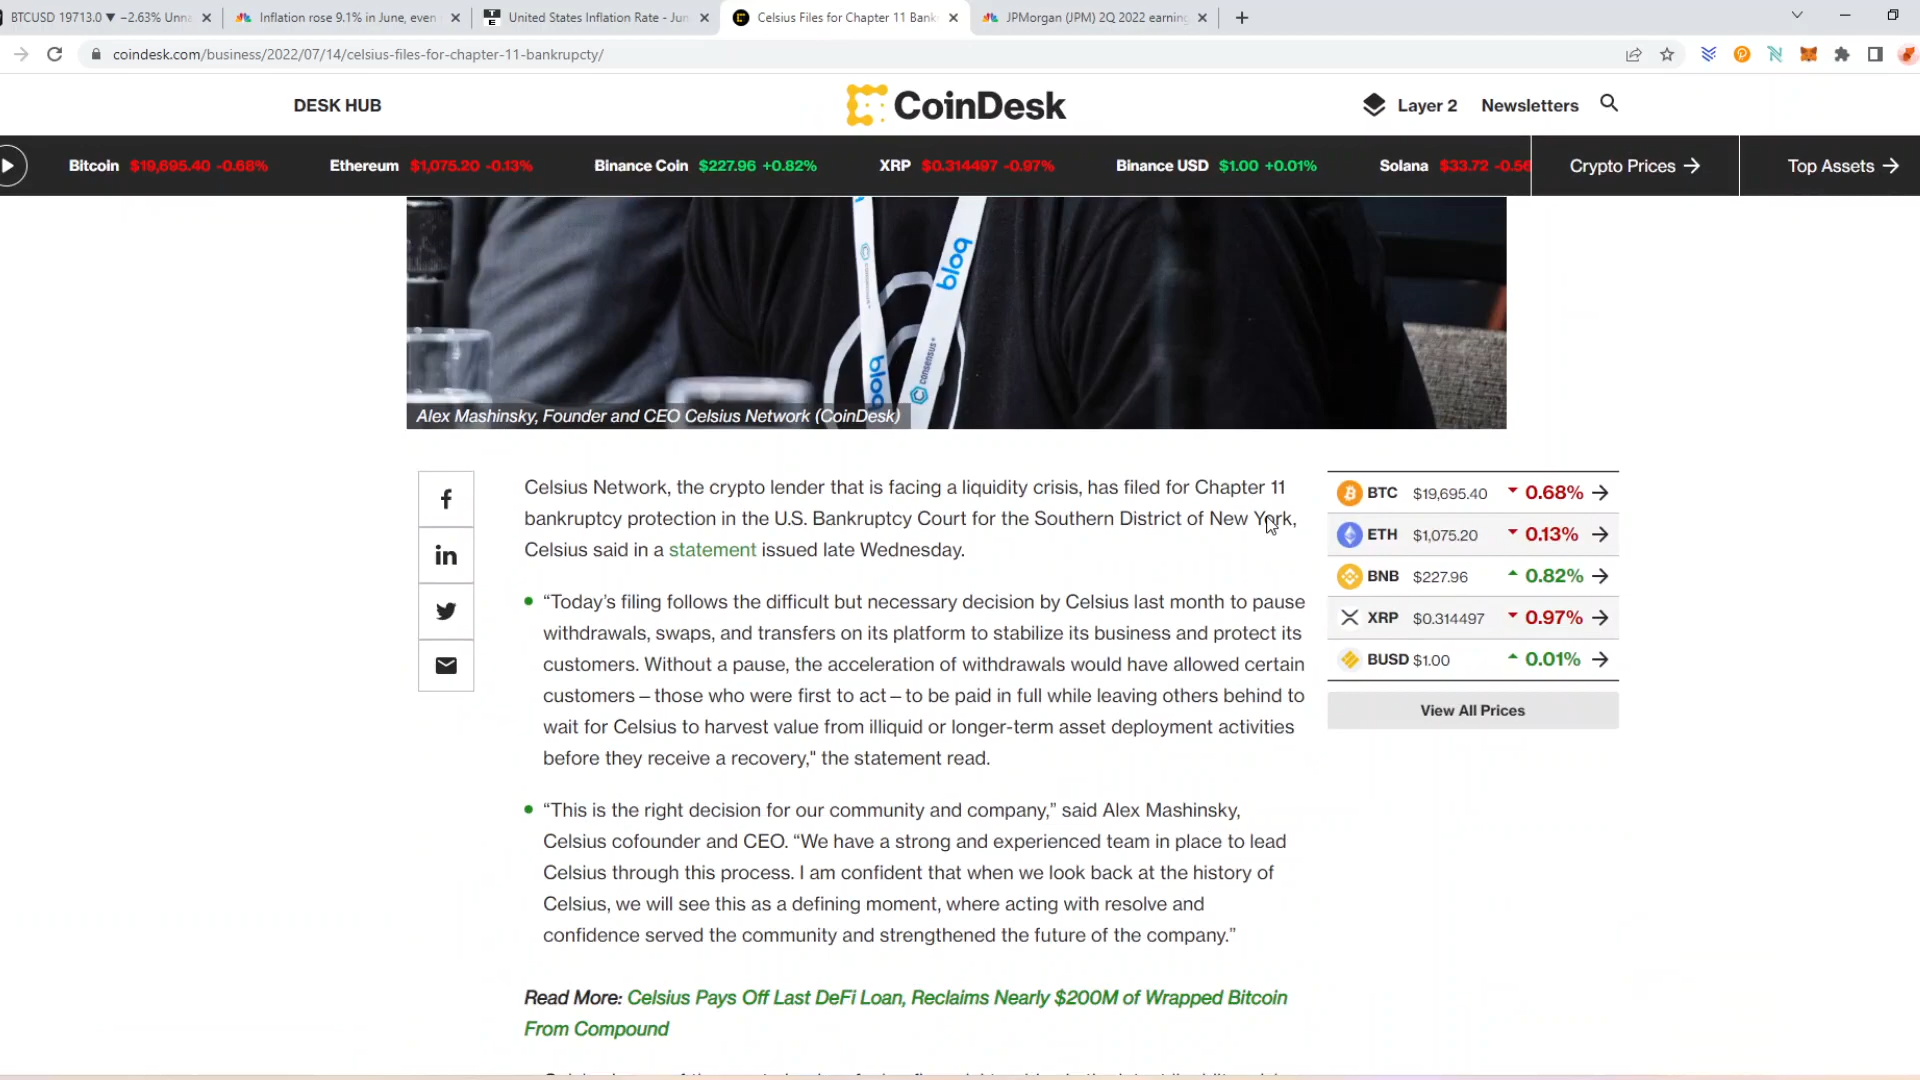 BTCUSD 19713.0 ▼ −2.63% Unna
Inflation rose 9.1% in June, even
United States Inflation Rate - Jun
Celsius Files for Chapter 11 Bank
JPMorgan (JPM) 2Q 2022 earning
coindesk.com/business/2022/07/14/celsius-files-for-chapter-11-bankrupcty/
DESK HUB
CoinDesk
Layer 2
Newsletters
Bitcoin $19,695.40 -0.68%
Ethereum $1,075.20 -0.13%
Binance Coin $227.96 +0.82%
XRP $0.314497 -0.97%
Binance USD $1.00 +0.01%
Solana $33.72 -0.56
Crypto Prices →
Top Assets →
bloq
bloq
consensus
Alex Mashinsky, Founder and CEO Celsius Network (CoinDesk)
Celsius Network, the crypto lender that is facing a liquidity crisis, has filed for Chapter 11
bankruptcy protection in the U.S. Bankruptcy Court for the Southern District of New York,
Celsius said in a statement issued late Wednesday.
“Today’s filing follows the difficult but necessary decision by Celsius last month to pause
withdrawals, swaps, and transfers on its platform to stabilize its business and protect its
customers. Without a pause, the acceleration of withdrawals would have allowed certain
customers – those who were first to act – to be paid in full while leaving others behind to
wait for Celsius to harvest value from illiquid or longer-term asset deployment activities
before they receive a recovery," the statement read.
“This is the right decision for our community and company,” said Alex Mashinsky,
Celsius cofounder and CEO. “We have a strong and experienced team in place to lead
Celsius through this process. I am confident that when we look back at the history of
Celsius, we will see this as a defining moment, where acting with resolve and
confidence served the community and strengthened the future of the company.”
Read More: Celsius Pays Off Last DeFi Loan, Reclaims Nearly $200M of Wrapped Bitcoin
From Compound
BTC $19,695.40 0.68% →
ETH $1,075.20 0.13% →
BNB $227.96 0.82% →
XRP $0.314497 0.97% →
BUSD $1.00 0.01% →
View All Prices